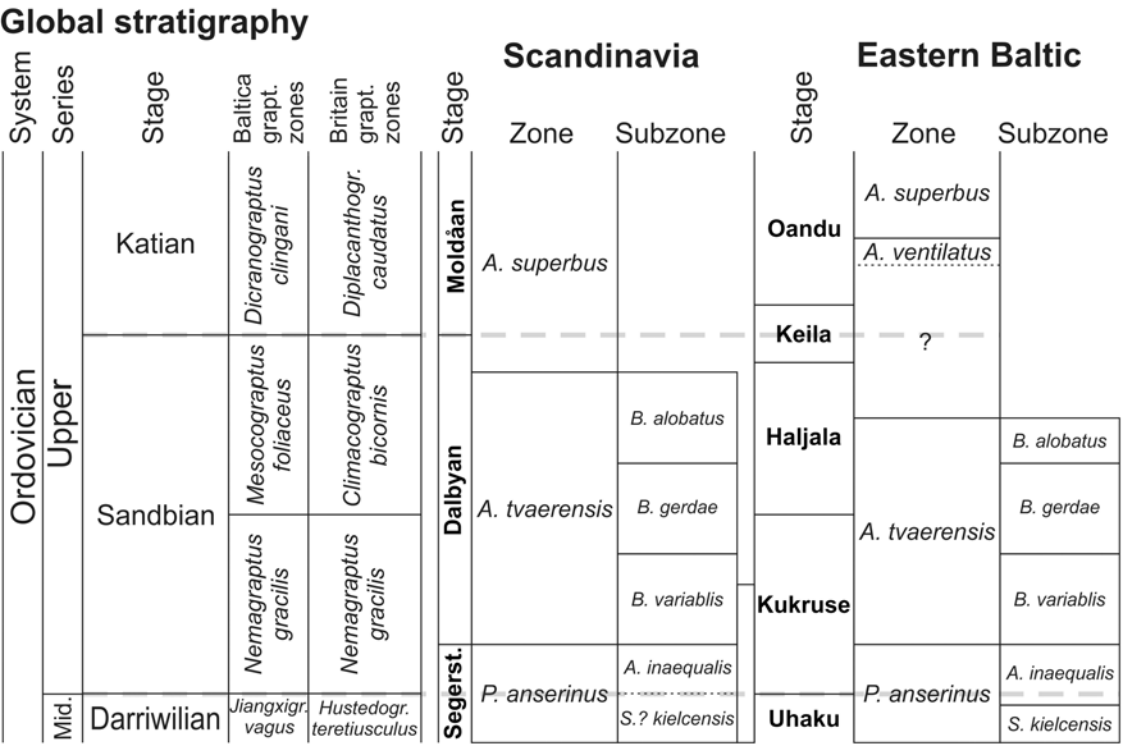 Global stratigraphy
Scandinavia
Eastern Baltic
System
Series
Stage
Baltica
grapt.
zones
Britain
grapt.
zones
Stage
Zone
Subzone
Stage
Zone
Subzone
Ordovician
Upper
Mid.
Katian
Sandbian
Darriwilian
Dicranograptus
clingani
Mesocograptus
foliaceus
Nemagraptus
gracilis
Jiangxigr.
vagus
Diplacanthogr.
caudatus
Climacograptus
bicornis
Nemagraptus
gracilis
Hustedogr.
teretiusculus
Moldåan
Dalbyan
Segerst.
A. superbus
A. tvaerensis
P. anserinus
B. alobatus
B. gerdae
B. variablis
A. inaequalis
S.? kielcensis
Oandu
Keila
Haljala
Kukruse
Uhaku
A. superbus
A. ventilatus
?
A. tvaerensis
P. anserinus
B. alobatus
B. gerdae
B. variablis
A. inaequalis
S. kielcensis